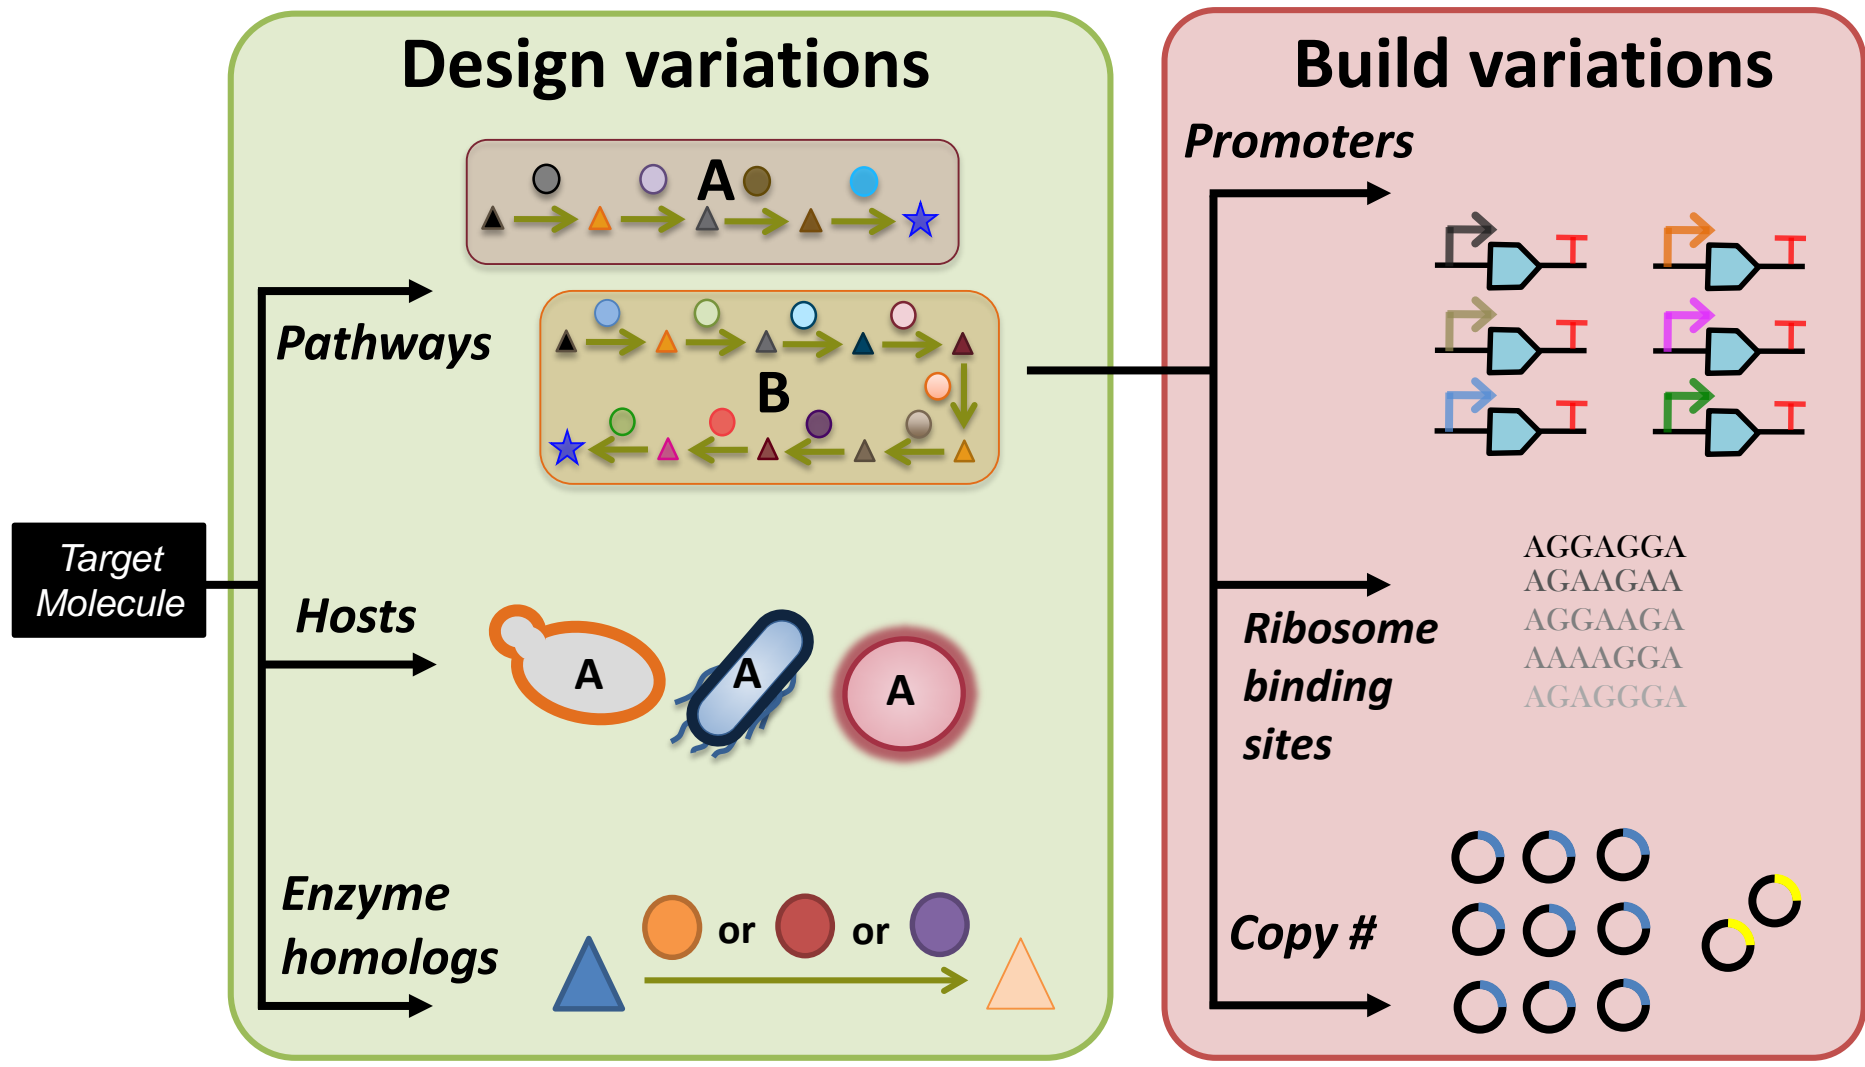 Design variations
Build variations
Target
Molecule
Pathways
A
B
Hosts
A
A
A
Enzyme
homologs
or
or
Promoters
Ribosome
binding
sites
AGGAGGA
AGAAGAA
AGGAAGA
AAAAGGA
AGAGGGA
Copy #